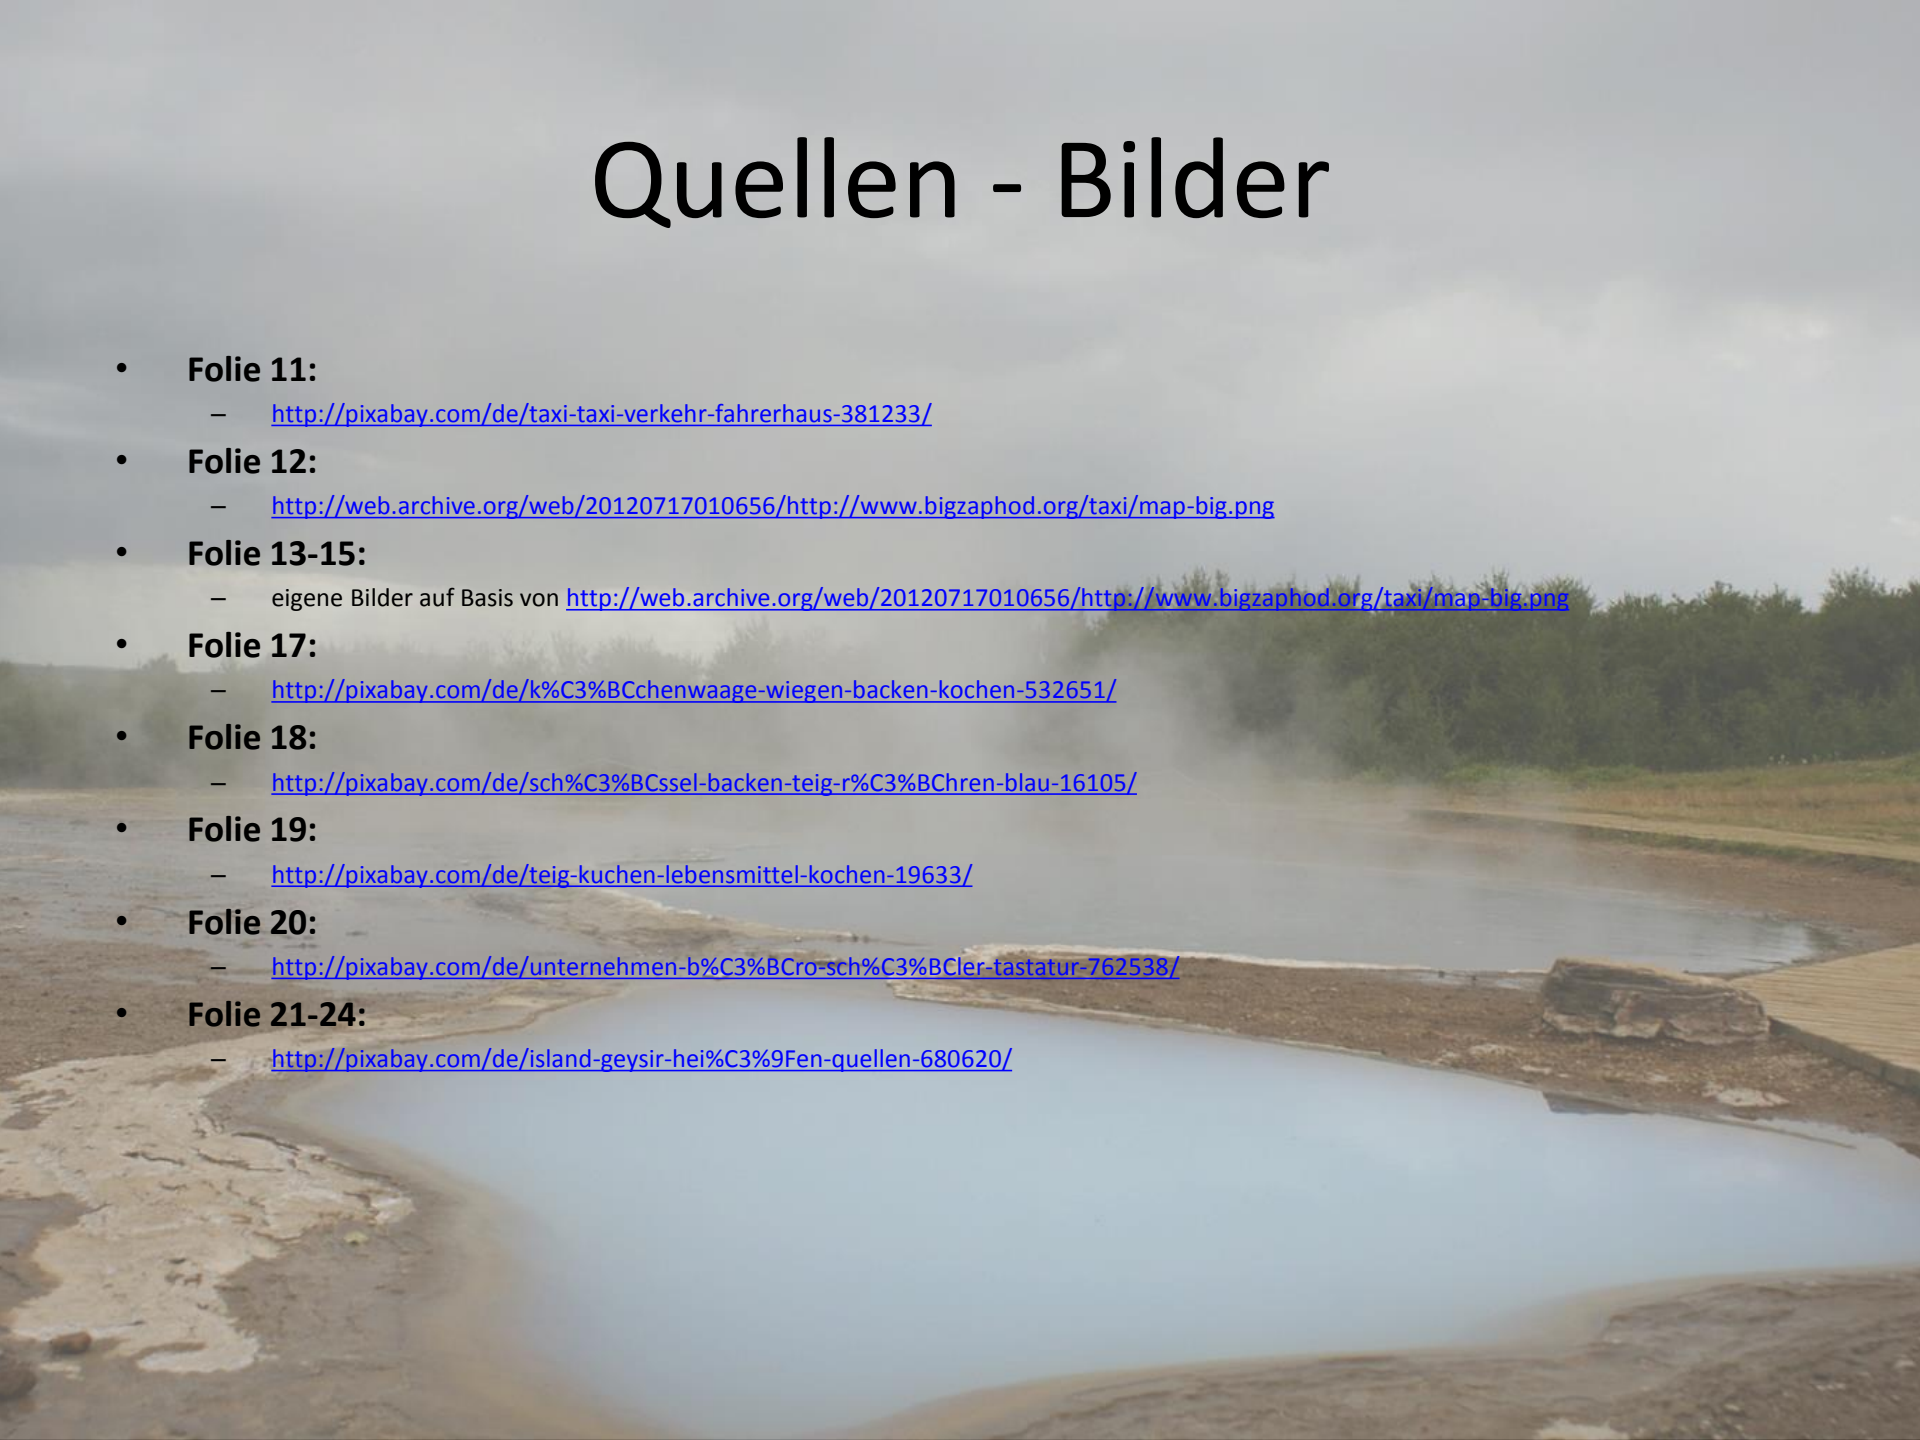 Quellen - Bilder
• Folie 11:
– http://pixabay.com/de/taxi-taxi-verkehr-fahrerhaus-381233/
• Folie 12:
– http://web.archive.org/web/20120717010656/http://www.bigzaphod.org/taxi/map-big.png
• Folie 13-15:
– eigene Bilder auf Basis von http://web.archive.org/web/20120717010656/http://www.bigzaphod.org/taxi/map-big.png
• Folie 17:
– http://pixabay.com/de/k%C3%BCchenwaage-wiegen-backen-kochen-532651/
• Folie 18:
– http://pixabay.com/de/sch%C3%BCssel-backen-teig-r%C3%BChren-blau-16105/
• Folie 19:
– http://pixabay.com/de/teig-kuchen-lebensmittel-kochen-19633/
• Folie 20:
– http://pixabay.com/de/unternehmen-b%C3%BCro-sch%C3%BCler-tastatur-762538/
• Folie 21-24:
– http://pixabay.com/de/island-geysir-hei%C3%9Fen-quellen-680620/